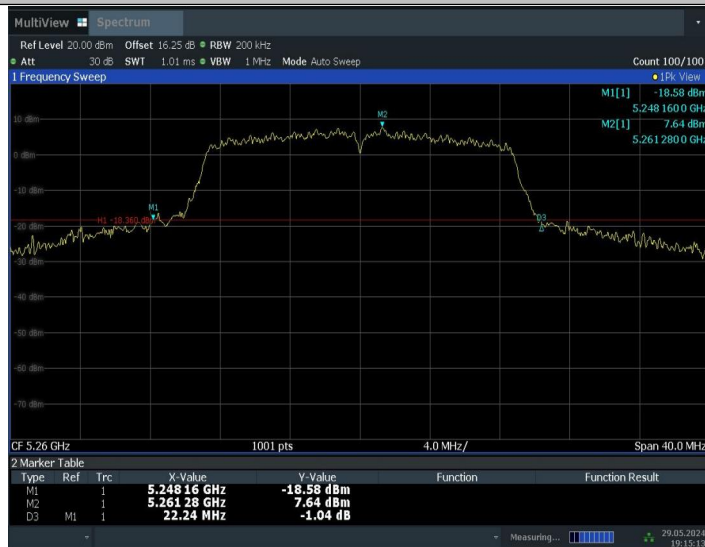 MultiView Spectrum
Ref Level 20.00 dBm Offset 16.25 dB RBW 200 kHz
Att 30 dB SWT 1.01 ms VBW 1 MHz Mode Auto Sweep Count 100/100
1 Frequency Sweep 1Pk View
M1[1] -18.58 dBm
5.248 160 0 GHz
M2[1] 7.64 dBm
5.261 280 0 GHz
M2
10 dBm
0 dBm
-10 dBm
M1
H1 -18.360 dBm
D3
-20 dBm
-30 dBm
-40 dBm
-50 dBm
-60 dBm
-70 dBm
CF 5.26 GHz 1001 pts 4.0 MHz/ Span 40.0 MHz
2 Marker Table
Type Ref Trc X-Value Y-Value Function Function Result
M1 1 5.248 16 GHz -18.58 dBm
M2 1 5.261 28 GHz 7.64 dBm
D3 M1 1 22.24 MHz -1.04 dB
Measuring... 29.05.2024
19:15:13